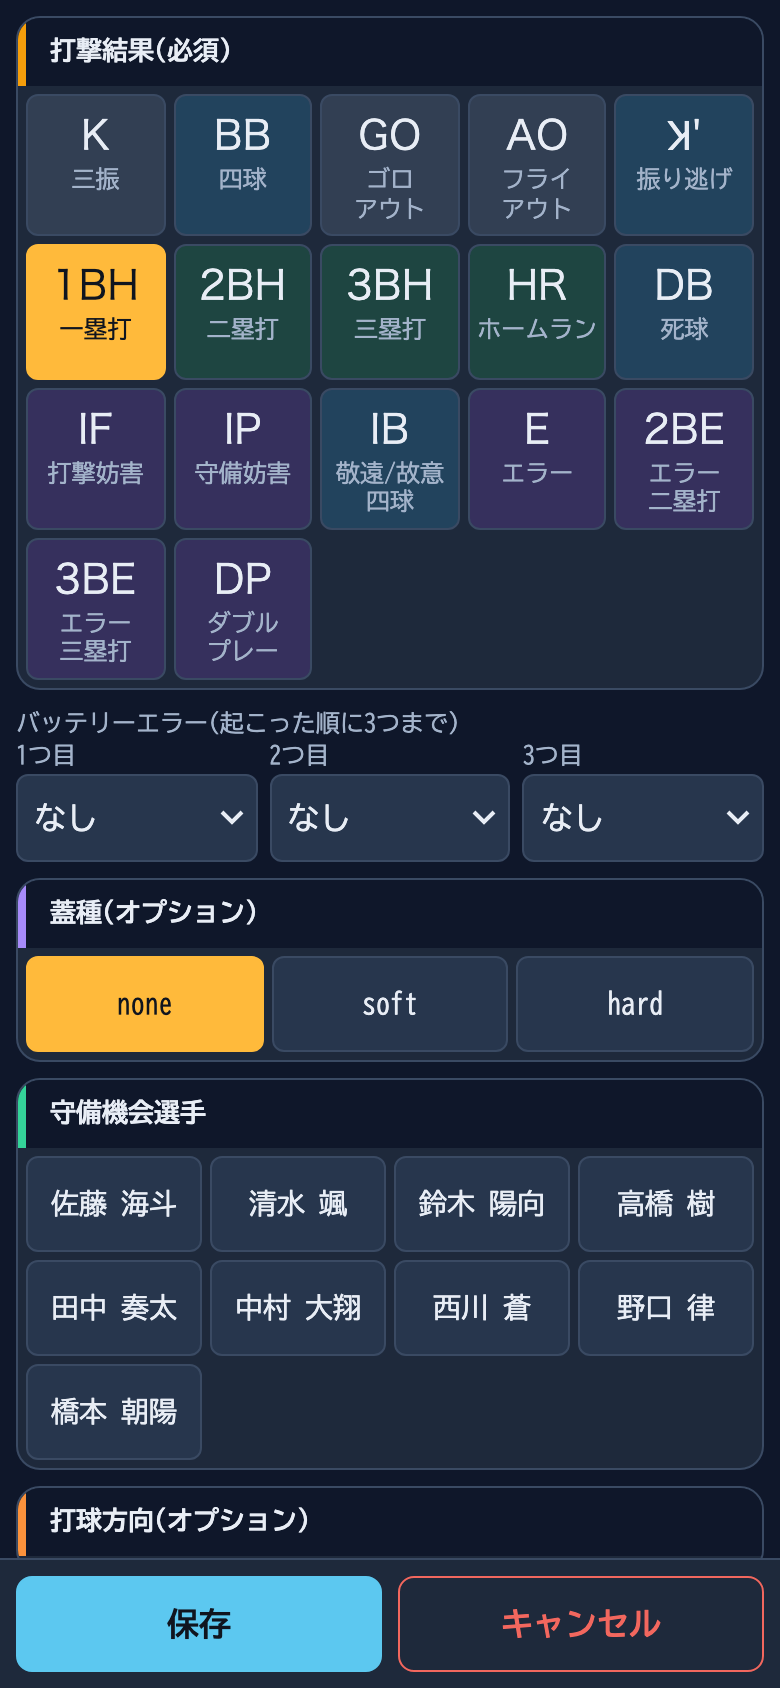 打撃結果(必須)
K
三振
BB
四球
GO
ゴロ
アウト
AO
フライ
アウト
ꓘ'
振り逃げ
1BH
一塁打
2BH
二塁打
3BH
三塁打
HR
ホームラン
DB
死球
IF
打撃妨害
IP
守備妨害
IB
敬遠/故意
四球
E
エラー
2BE
エラー
二塁打
3BE
エラー
三塁打
DP
ダブル
プレー
バッテリーエラー(起こった順に3つまで)
1つ目
2つ目
3つ目
なし
なし
なし
蓋種(オプション)
none
soft
hard
守備機会選手
佐藤 海斗
清水 颯
鈴木 陽向
高橋 樹
田中 奏太
中村 大翔
西川 蒼
野口 律
橋本 朝陽
打球方向(オプション)
保存
キャンセル